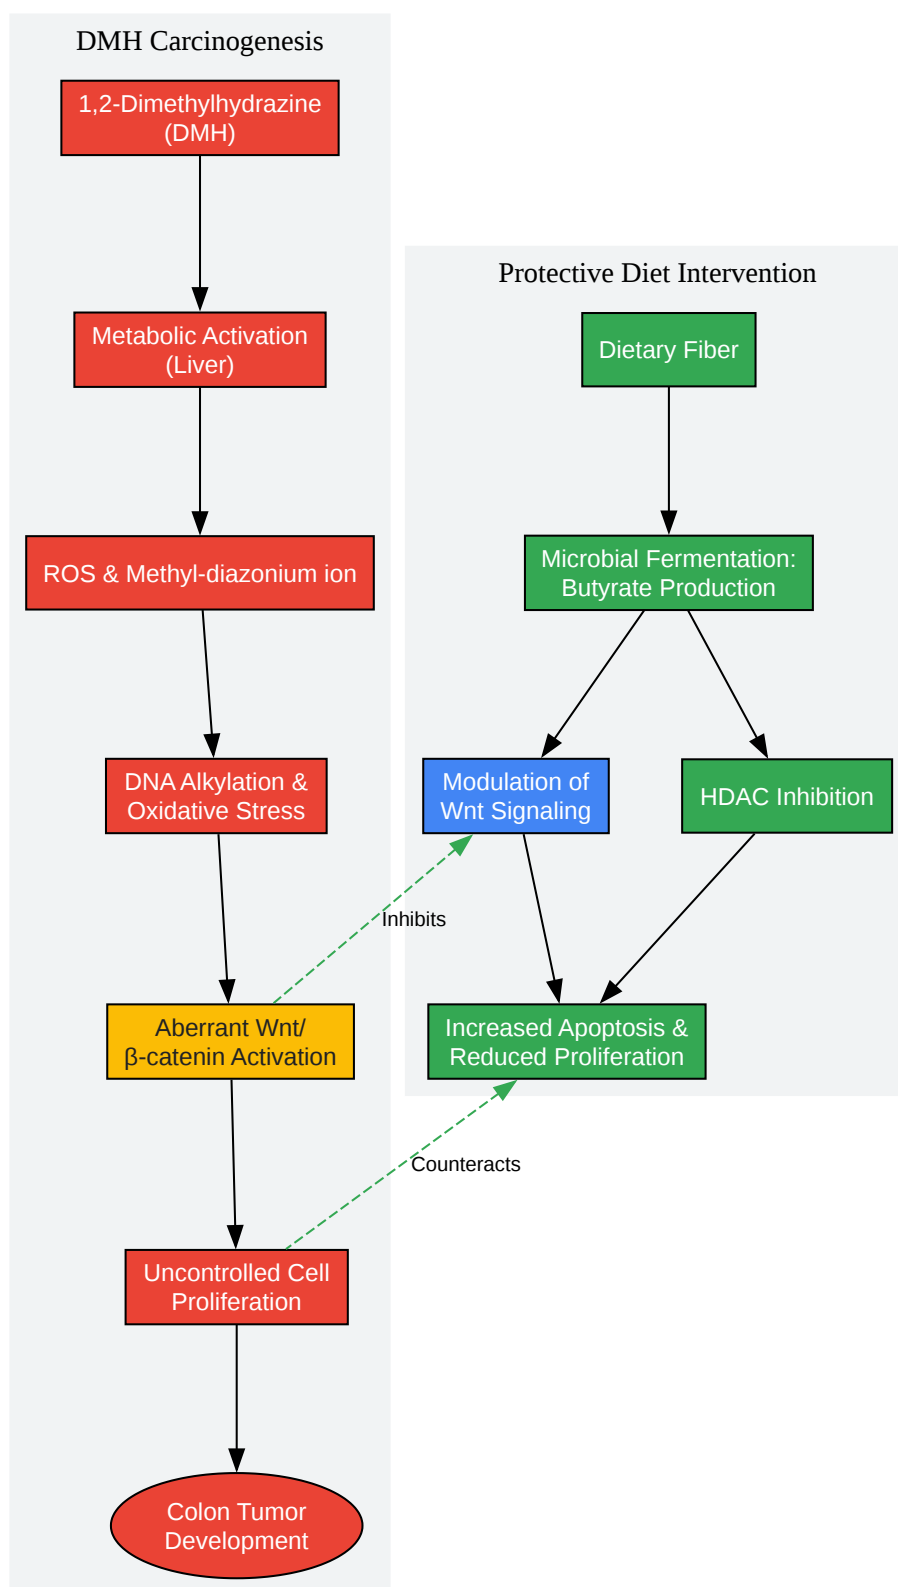 DMH Carcinogenesis
1,2-Dimethylhydrazine
(DMH)
Metabolic Activation
(Liver)
ROS & Methyl-diazonium ion
DNA Alkylation &
Oxidative Stress
Aberrant Wnt/
β-catenin Activation
Uncontrolled Cell
Proliferation
Colon Tumor
Development
Protective Diet Intervention
Dietary Fiber
Microbial Fermentation:
Butyrate Production
Modulation of
Wnt Signaling
HDAC Inhibition
Increased Apoptosis &
Reduced Proliferation
Inhibits
Counteracts